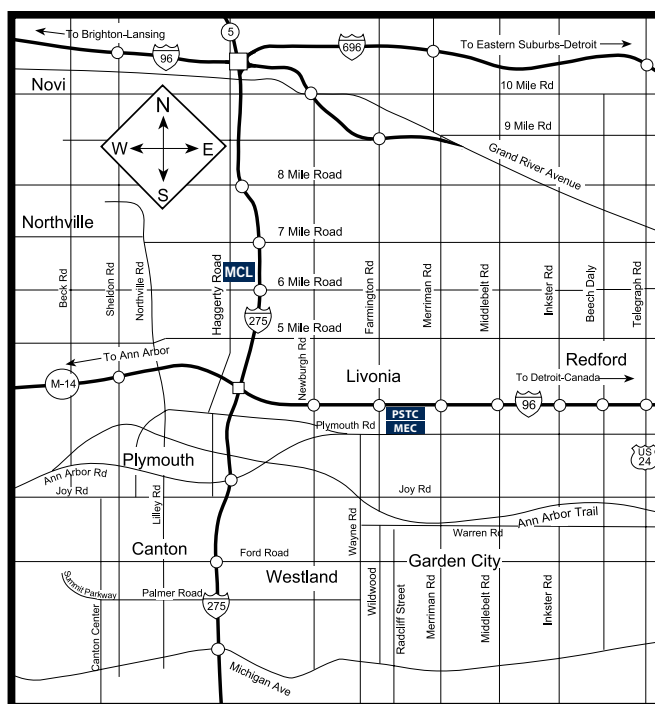 To Brighton-Lansing
5
696
To Eastern Suburbs-Detroit
96
Novi
10 Mile Rd
N
W
E
S
9 Mile Rd
Grand River Avenue
8 Mile Road
Northville
7 Mile Road
Beck Rd
Sheldon Rd
Northville Rd
Haggerty Road
MCL
6 Mile Road
Farmington Rd
Merriman Rd
Middlebelt Rd
Inkster Rd
Beech Daly
Telegraph Rd
275
5 Mile Road
To Ann Arbor
Newburgh Rd
Redford
Livonia
To Detroit-Canada
M-14
96
PSTC
MEC
Plymouth Rd
Plymouth
US
24
Ann Arbor Rd
Joy Rd
Lilley Rd
Joy Rd
Ann Arbor Trail
Wayne Rd
Warren Rd
Canton
Ford Road
Garden City
Westland
Summit Parkway
Palmer Road
275
Canton Center
Wildwood
Radcliff Street
Merriman Rd
Middlebelt Rd
Inkster Rd
Michigan Ave